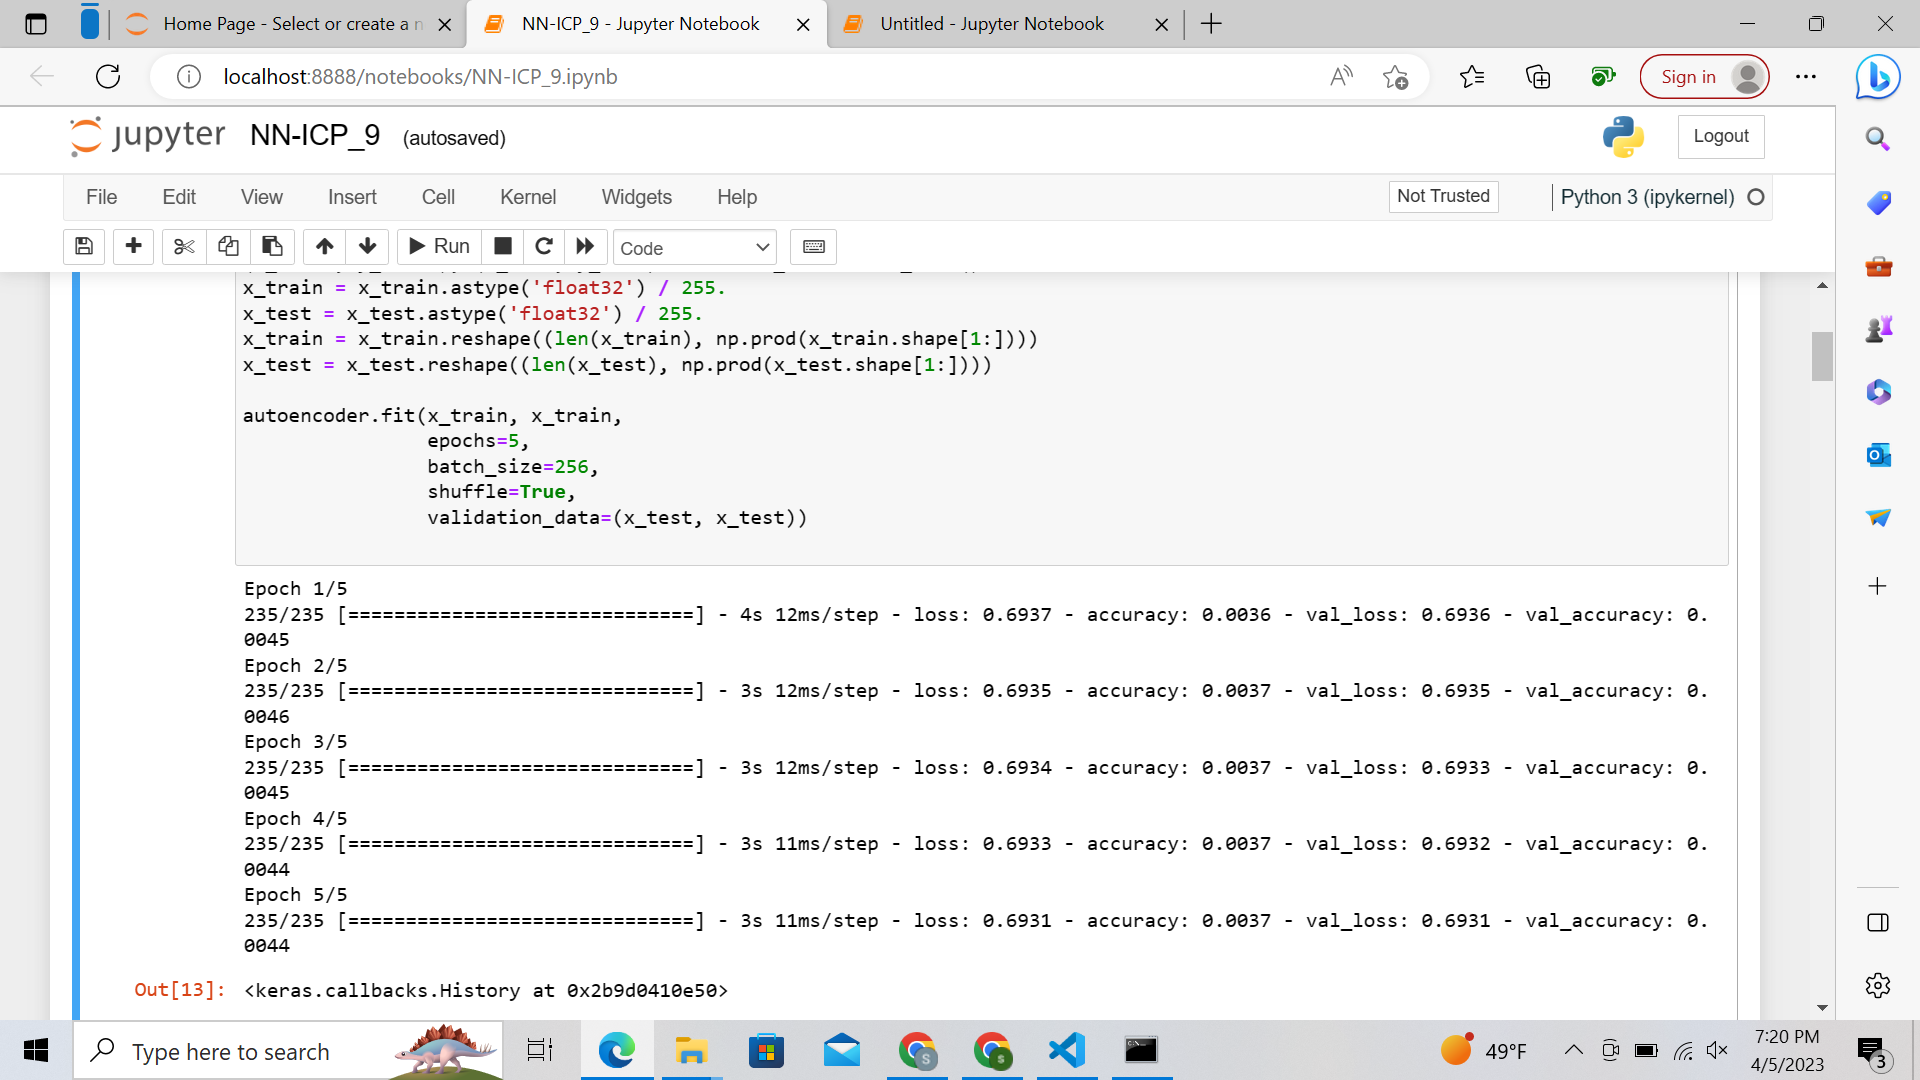 Home Page - Select or create a n
NN-ICP_9 - Jupyter Notebook
Untitled - Jupyter Notebook
localhost:8888/notebooks/NN-ICP_9.ipynb
Sign in
jupyter NN-ICP_9 (autosaved)
Logout
File Edit View Insert Cell Kernel Widgets Help
Not Trusted
Python 3 (ipykernel)
Run
Code
x_train = x_train.astype('float32') / 255.
x_test = x_test.astype('float32') / 255.
x_train = x_train.reshape((len(x_train), np.prod(x_train.shape[1:])))
x_test = x_test.reshape((len(x_test), np.prod(x_test.shape[1:])))
autoencoder.fit(x_train, x_train,
epochs=5,
batch_size=256,
shuffle=True,
validation_data=(x_test, x_test))
Epoch 1/5
235/235 [==============================] - 4s 12ms/step - loss: 0.6937 - accuracy: 0.0036 - val_loss: 0.6936 - val_accuracy: 0.
0045
Epoch 2/5
235/235 [==============================] - 3s 12ms/step - loss: 0.6935 - accuracy: 0.0037 - val_loss: 0.6935 - val_accuracy: 0.
0046
Epoch 3/5
235/235 [==============================] - 3s 12ms/step - loss: 0.6934 - accuracy: 0.0037 - val_loss: 0.6933 - val_accuracy: 0.
0045
Epoch 4/5
235/235 [==============================] - 3s 11ms/step - loss: 0.6933 - accuracy: 0.0037 - val_loss: 0.6932 - val_accuracy: 0.
0044
Epoch 5/5
235/235 [==============================] - 3s 11ms/step - loss: 0.6931 - accuracy: 0.0037 - val_loss: 0.6931 - val_accuracy: 0.
0044
Out[13]: <keras.callbacks.History at 0x2b9d0410e50>
Type here to search
49°F
7:20 PM
4/5/2023
3